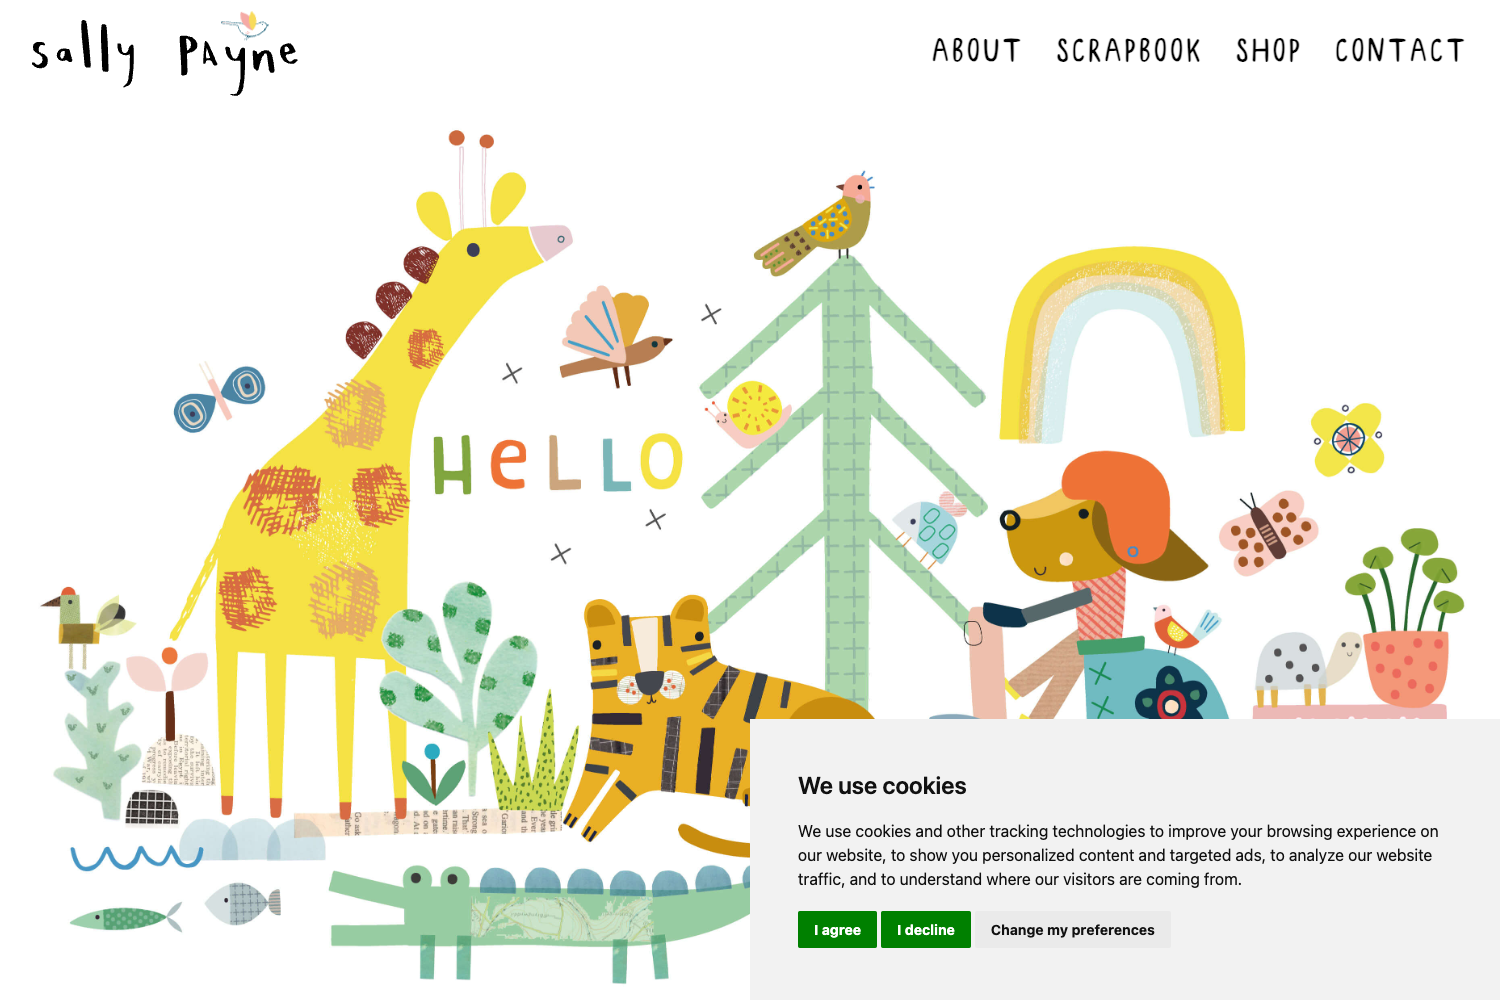 sally PAyne
ABOUT SCRAPBOOK SHOP CONTACT
HeLLO
We use cookies
We use cookies and other tracking technologies to improve your browsing experience on
our website, to show you personalized content and targeted ads, to analyze our website
traffic, and to understand where our visitors are coming from.
I agree I decline Change my preferences